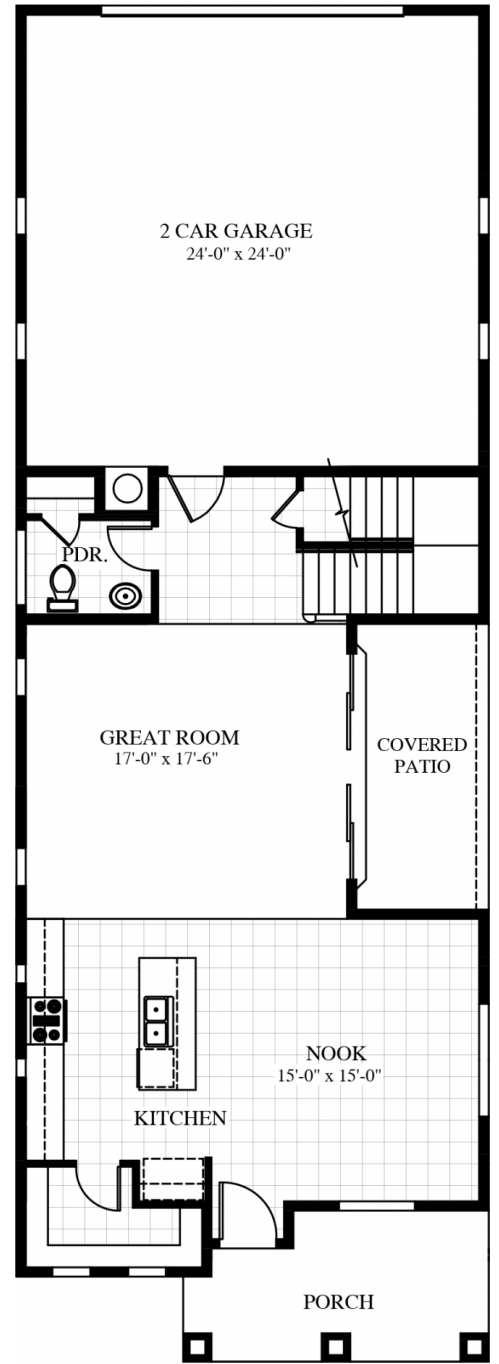 2 CAR GARAGE
24'-0" x 24'-0"
PDR.
GREAT ROOM
17'-0" x 17'-6"
COVERED
PATIO
NOOK
15'-0" x 15'-0"
KITCHEN
PORCH